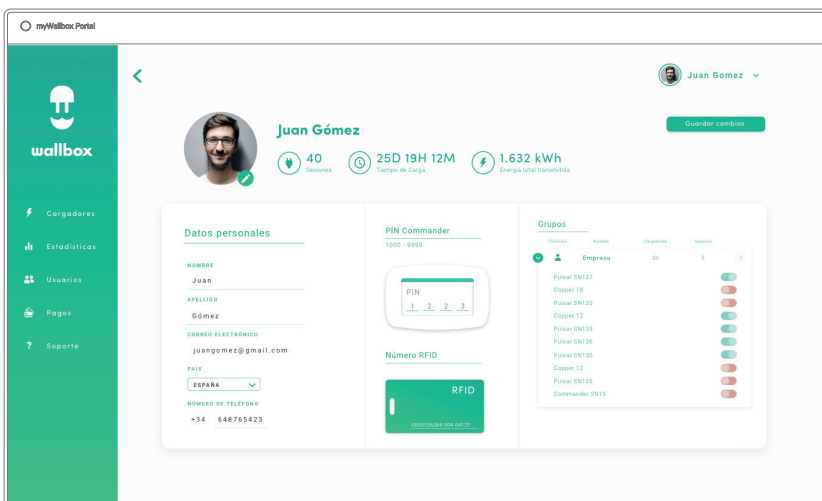 myWallbox Portal
Juan Gomez
wallbox
Juan Gómez
Guardar cambios
40
Sesiones
25D 19H 12M
Tiempo de Carga
1.632 kWh
Energía total transmitida
Cargadores
Estadísticas
Usuarios
Pagos
? Soporte
Datos personales
NOMBRE
Juan
APELLIDO
Gómez
CORREO ELECTRÓNICO
juangomez@gmail.com
PAÍS
ESPAÑA
NÚMERO DE TELÉFONO
+34 648765423
PIN Commander
1000 - 9999
PIN
1 2 2 3
Número RFID
RFID
Grupos
Permisos Nombre Cargadores Usuarios
Empresa 20 9
Pulsar SN137
Copper 18
Pulsar SN135
Copper 12
Pulsar SN139
Pulsar SN136
Pulsar SN130
Copper 12
Pulsar SN135
Commander SN15